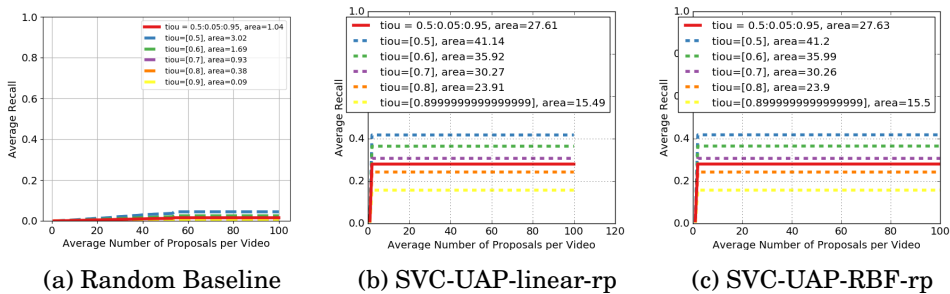 1.0
0.8
0.6
0.4
0.2
0.0
Average Recall
tiou = 0.5:0.05:0.95, area=1.04
tiou=[0.5], area=3.02
tiou=[0.6], area=1.69
tiou=[0.7], area=0.93
tiou=[0.8], area=0.38
tiou=[0.9], area=0.09
0 20 40 60 80 100
Average Number of Proposals per Video
(a) Random Baseline
Average Recall
tiou = 0.5:0.05:0.95, area=27.61
tiou=[0.5], area=41.14
tiou=[0.6], area=35.92
tiou=[0.7], area=30.27
tiou=[0.8], area=23.91
tiou=[0.8999999999999999], area=15.49
0.4
0.2
0.0
0 20 40 60 80 100 120
Average Number of Proposals per Video
(b) SVC-UAP-linear-rp
Average Recall
tiou = 0.5:0.05:0.95, area=27.63
tiou=[0.5], area=41.2
tiou=[0.6], area=35.99
tiou=[0.7], area=30.26
tiou=[0.8], area=23.9
tiou=[0.8999999999999999], area=15.5
0.4
0.2
0.0
0 20 40 60 80 100
Average Number of Proposals per Video
(c) SVC-UAP-RBF-rp